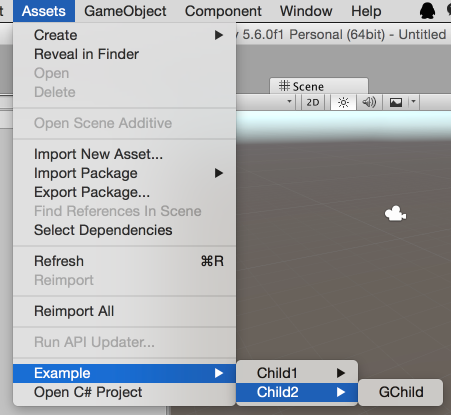 Assets GameObject Component Window Help
y 5.6.0f1 Personal (64bit) - Untitled
Create
Reveal in Finder
Open
Delete
Scene
2D
Open Scene Additive
Import New Asset...
Import Package
Export Package...
Find References In Scene
Select Dependencies
Refresh ⌘R
Reimport
Reimport All
Run API Updater...
Example
Open C# Project
Child1
Child2
GChild